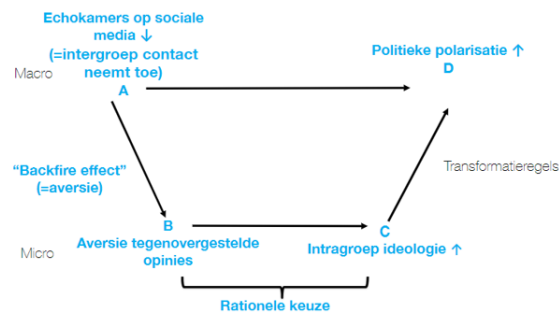 Echokamers op sociale
media ↓
(=intergroep contact
neemt toe)
A
Macro
Politieke polarisatie ↑
D
"Backfire effect"
(=aversie)
Transformatieregels
B
Aversie tegenovergestelde
opinies
Micro
C
Intragroep ideologie ↑
Rationele keuze